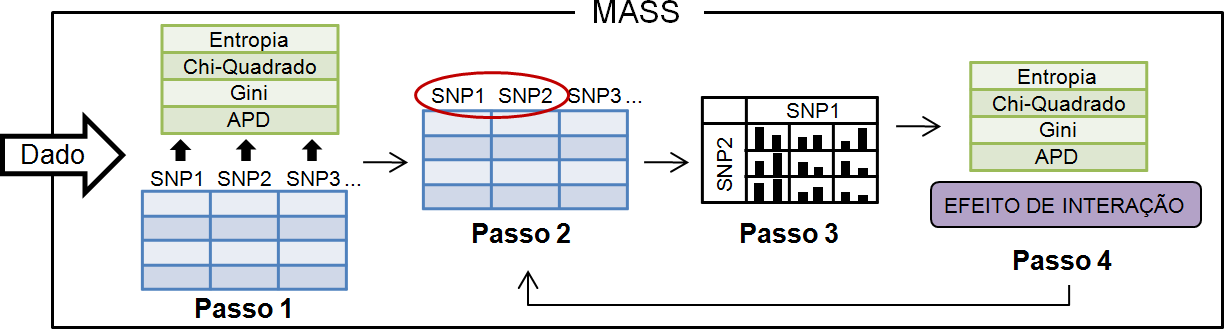 MASS
Dado
Entropia
Chi-Quadrado
Gini
APD
SNP1 SNP2 SNP3 ...
Passo 1
SNP1 SNP2 SNP3 ...
Passo 2
SNP1
SNP2
Passo 3
Entropia
Chi-Quadrado
Gini
APD
EFEITO DE INTERAÇÃO
Passo 4